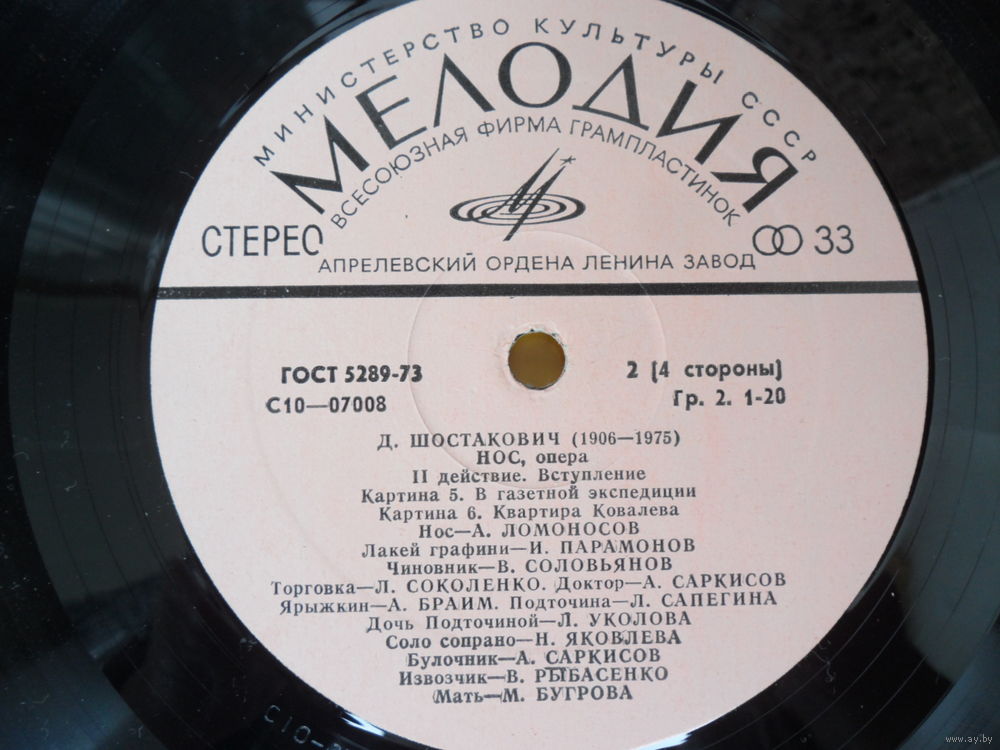 МИНИСТЕРСТВО КУЛЬТУРЫ СССР
МЕЛОДИЯ
ВСЕСОЮЗНАЯ ФИРМА ГРАМПЛАСТИНОК
СТЕРЕО 33
АПРЕЛЕВСКИЙ ОРДЕНА ЛЕНИНА ЗАВОД
ГОСТ 5289-73 2 (4 стороны)
С10—07008 Гр. 2. 1-20
Д. ШОСТАКОВИЧ (1906—1975)
НОС, опера
II действие. Вступление
Картина 5. В газетной экспедиции
Картина 6. Квартира Ковалева
Нос—А. ЛОМОНОСОВ
Лакей графини—И. ПАРАМОНОВ
Чиновник—В. СОЛОВЬЯНОВ
Торговка—Л. СОКОЛЕНКО. Доктор—А. САРКИСОВ
Ярыжкин—А. БРАИМ. Подточина—Л. САПЕГИНА
Дочь Подточиной—Л. УКОЛОВА
Соло сопрано—Н. ЯКОВЛЕВА
Булочник—А. САРКИСОВ
Извозчик—В. РЫБАСЕНКО
Мать—М. БУГРОВА
www.ay.by